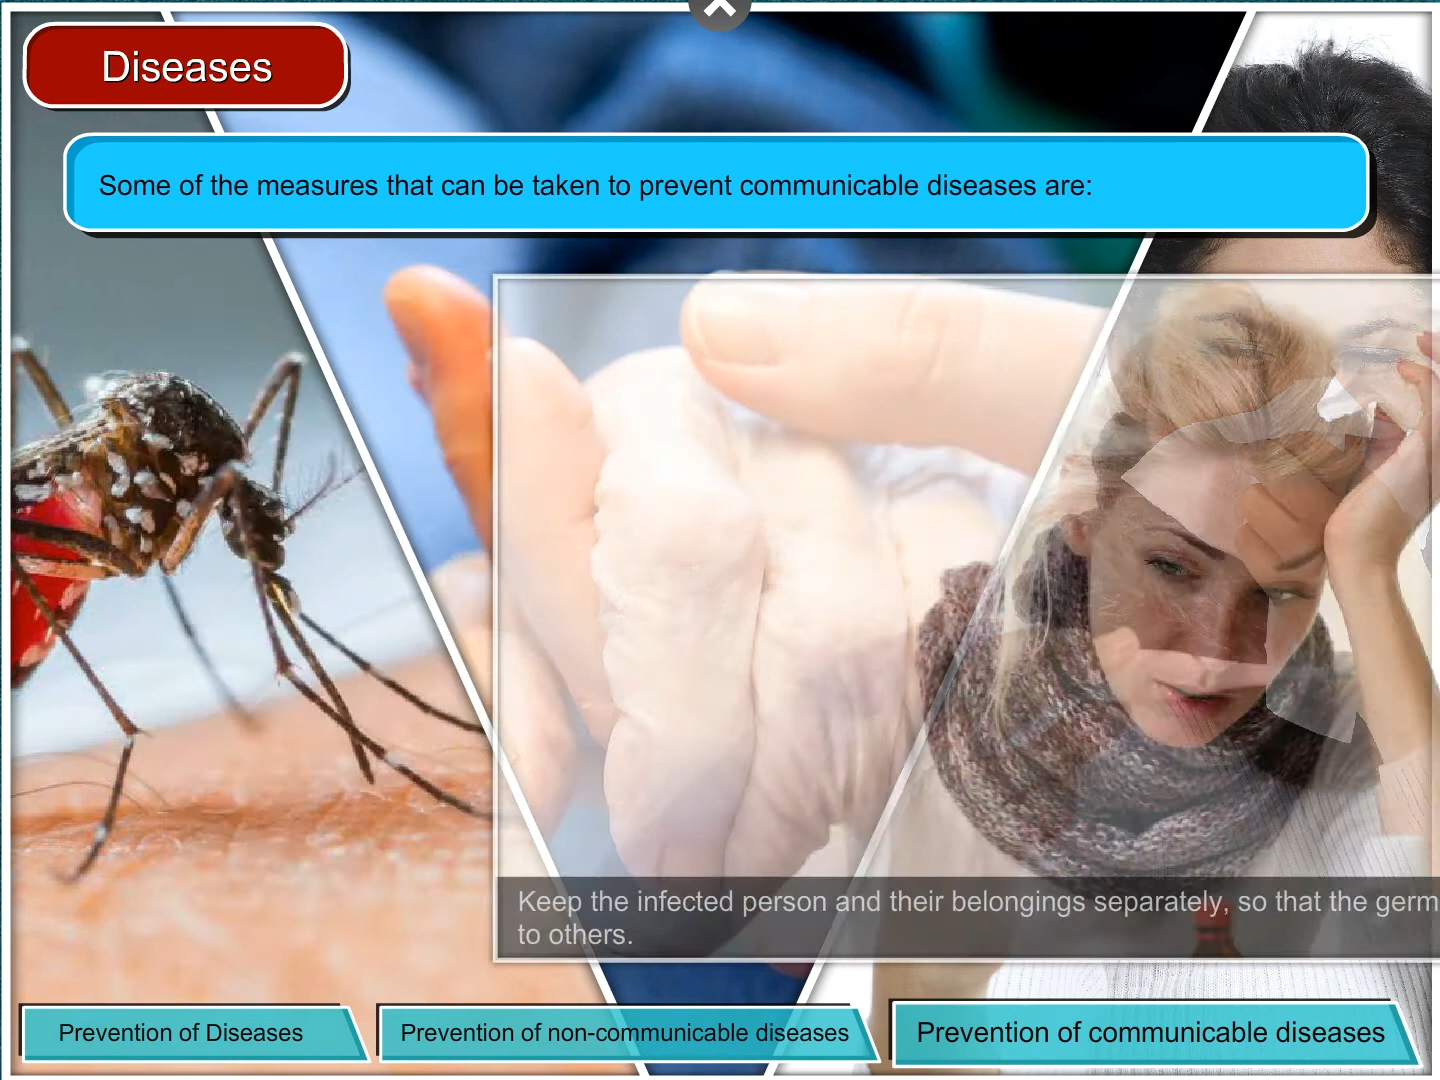 Diseases
Some of the measures that can be taken to prevent communicable diseases are:
Keep the infected person and their belongings separately, so that the germ
to others.
Prevention of Diseases
Prevention of non-communicable diseases
Prevention of communicable diseases